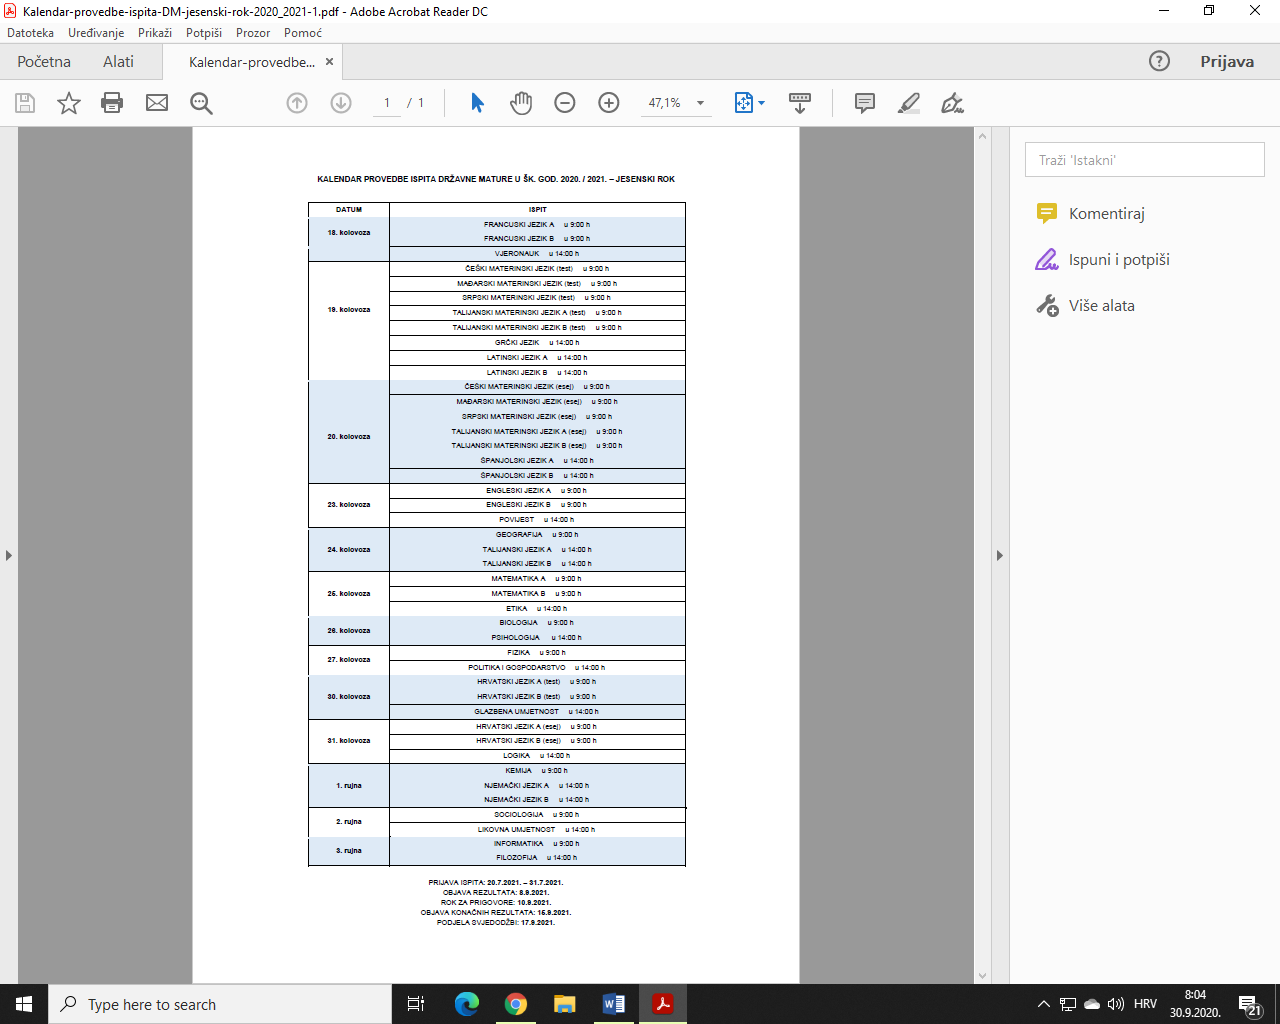 Kalendar-provedbe-ispita-DM-jesenski-rok-2020_2021-1.pdf - Adobe Acrobat Reader DC
Datoteka Uređivanje Prikaži Potpiši Prozor Pomoć
Početna Alati Kalendar-provedbe... × Prijava
1 / 1 47,1%
Traži 'Istakni'
Komentiraj
Ispuni i potpiši
Više alata
KALENDAR PROVEDBE ISPITA DRŽAVNE MATURE U ŠK. GOD. 2020. / 2021. – JESENSKI ROK
DATUM ISPIT
18. kolovoza
FRANCUSKI JEZIK A u 9:00 h
FRANCUSKI JEZIK B u 9:00 h
VJERONAUK u 14:00 h
19. kolovoza
ČEŠKI MATERINSKI JEZIK (test) u 9:00 h
MAĐARSKI MATERINSKI JEZIK (test) u 9:00 h
SRPSKI MATERINSKI JEZIK (test) u 9:00 h
TALIJANSKI MATERINSKI JEZIK A (test) u 9:00 h
TALIJANSKI MATERINSKI JEZIK B (test) u 9:00 h
GRČKI JEZIK u 14:00 h
LATINSKI JEZIK A u 14:00 h
LATINSKI JEZIK B u 14:00 h
20. kolovoza
ČEŠKI MATERINSKI JEZIK (esej) u 9:00 h
MAĐARSKI MATERINSKI JEZIK (esej) u 9:00 h
SRPSKI MATERINSKI JEZIK (esej) u 9:00 h
TALIJANSKI MATERINSKI JEZIK A (esej) u 9:00 h
TALIJANSKI MATERINSKI JEZIK B (esej) u 9:00 h
ŠPANJOLSKI JEZIK A u 14:00 h
ŠPANJOLSKI JEZIK B u 14:00 h
23. kolovoza
ENGLESKI JEZIK A u 9:00 h
ENGLESKI JEZIK B u 9:00 h
POVIJEST u 14:00 h
24. kolovoza
GEOGRAFIJA u 9:00 h
TALIJANSKI JEZIK A u 14:00 h
TALIJANSKI JEZIK B u 14:00 h
25. kolovoza
MATEMATIKA A u 9:00 h
MATEMATIKA B u 9:00 h
ETIKA u 14:00 h
26. kolovoza
BIOLOGIJA u 9:00 h
PSIHOLOGIJA u 14:00 h
27. kolovoza
FIZIKA u 9:00 h
POLITIKA I GOSPODARSTVO u 14:00 h
30. kolovoza
HRVATSKI JEZIK A (test) u 9:00 h
HRVATSKI JEZIK B (test) u 9:00 h
GLAZBENA UMJETNOST u 14:00 h
31. kolovoza
HRVATSKI JEZIK A (esej) u 9:00 h
HRVATSKI JEZIK B (esej) u 9:00 h
LOGIKA u 14:00 h
1. rujna
KEMIJA u 9:00 h
NJEMAČKI JEZIK A u 14:00 h
NJEMAČKI JEZIK B u 14:00 h
2. rujna
SOCIOLOGIJA u 9:00 h
LIKOVNA UMJETNOST u 14:00 h
3. rujna
INFORMATIKA u 9:00 h
FILOZOFIJA u 14:00 h
PRIJAVA ISPITA: 20.7.2021. – 31.7.2021.
OBJAVA REZULTATA: 8.9.2021.
ROK ZA PRIGOVORE: 10.9.2021.
OBJAVA KONAČNIH REZULTATA: 15.9.2021.
PODJELA SVJEDODŽBI: 17.9.2021.
Type here to search
HRV
8:04
30.9.2020.
21